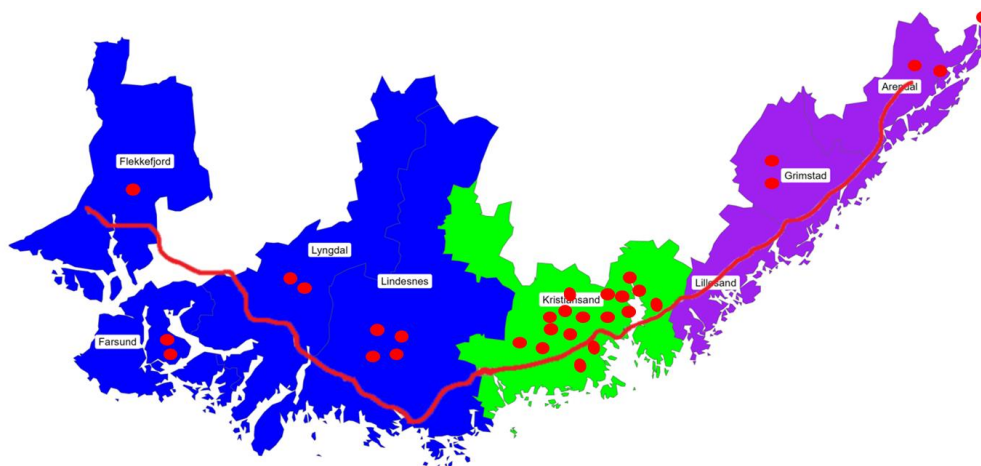 Flekkefjord
Lyngdal
Lindesnes
Farsund
Kristiansand
Lillesand
Grimstad
Arendal